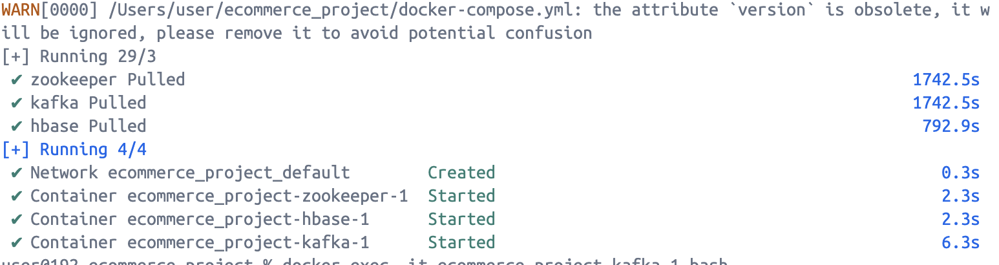 WARN[0000] /Users/user/ecommerce_project/docker-compose.yml: the attribute `version` is obsolete, it w
ill be ignored, please remove it to avoid potential confusion
[+] Running 29/3
✔ zookeeper Pulled 1742.5s
✔ kafka Pulled 1742.5s
✔ hbase Pulled 792.9s
[+] Running 4/4
✔ Network ecommerce_project_default Created 0.3s
✔ Container ecommerce_project-zookeeper-1 Started 2.3s
✔ Container ecommerce_project-hbase-1 Started 2.3s
✔ Container ecommerce_project-kafka-1 Started 6.3s
user@192 ecommerce_project % docker exec -it ecommerce_project-kafka-1 bash